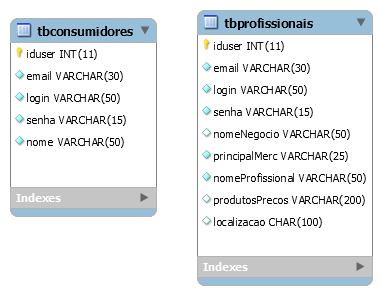 tbconsumidores
iduser INT(11)
email VARCHAR(30)
login VARCHAR(50)
senha VARCHAR(15)
nome VARCHAR(50)
Indexes
tbprofissionais
iduser INT(11)
email VARCHAR(30)
login VARCHAR(50)
senha VARCHAR(15)
nomeNegocio VARCHAR(50)
principalMerc VARCHAR(25)
nomeProfissional VARCHAR(50)
produtosPrecos VARCHAR(200)
localizacao CHAR(100)
Indexes